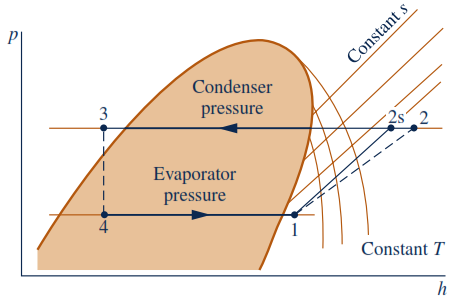 p
Constant s
Condenser
pressure
3
2s
2
Evaporator
pressure
4
1
Constant T
h